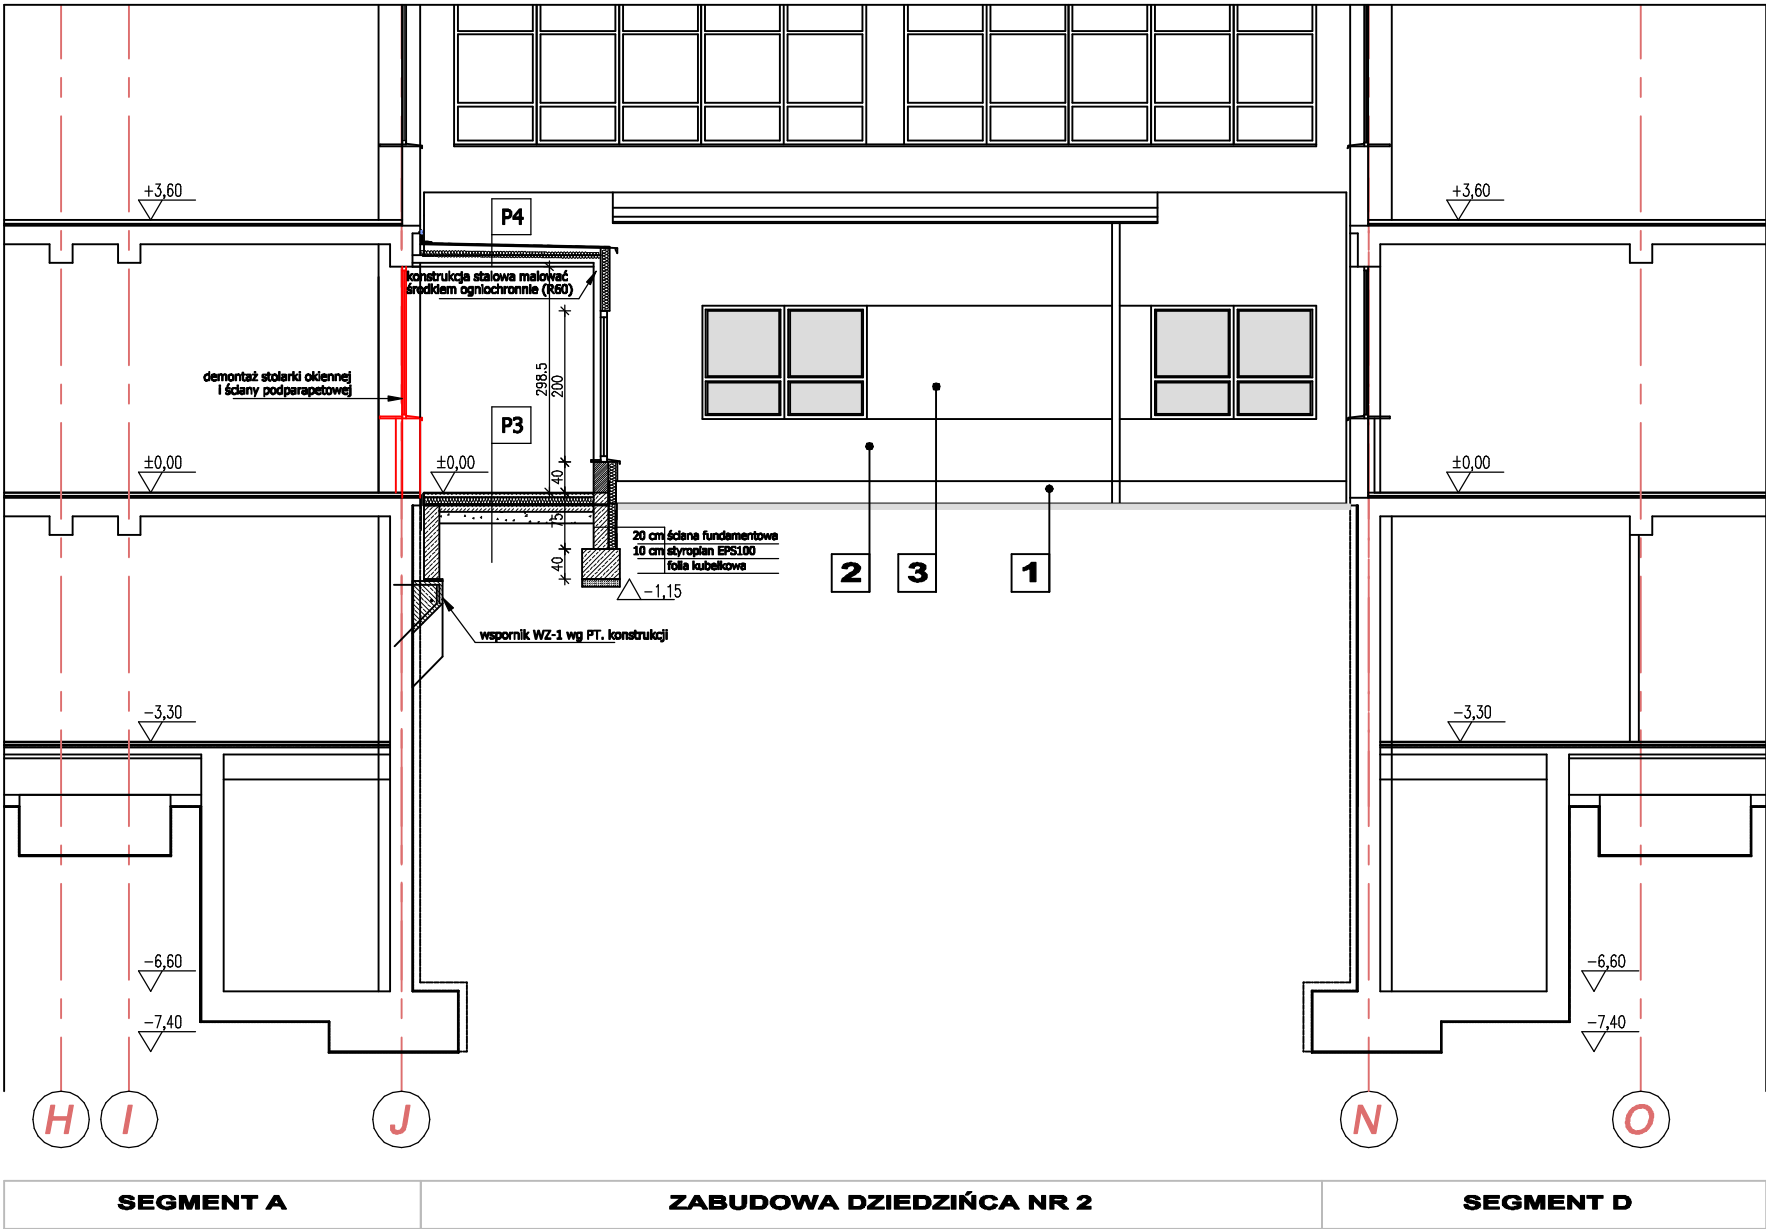 +3,60
+3,60
P4
konstrukcja stalowa malować
środkiem ogniochronnie (R60)
298.5
200
demontaż stolarki okiennej
i ściany podparapetowej
P3
±0,00
±0,00
±0,00
40
75
40
20 cm ściana fundamentowa
10 cm styropian EPS100
folia kubełkowa
-1,15
2
3
1
wspornik WZ-1 wg PT. konstrukcji
-3,30
-3,30
-6,60
-6,60
-7,40
-7,40
H
I
J
N
O
SEGMENT A
ZABUDOWA DZIEDZIŃCA NR 2
SEGMENT D